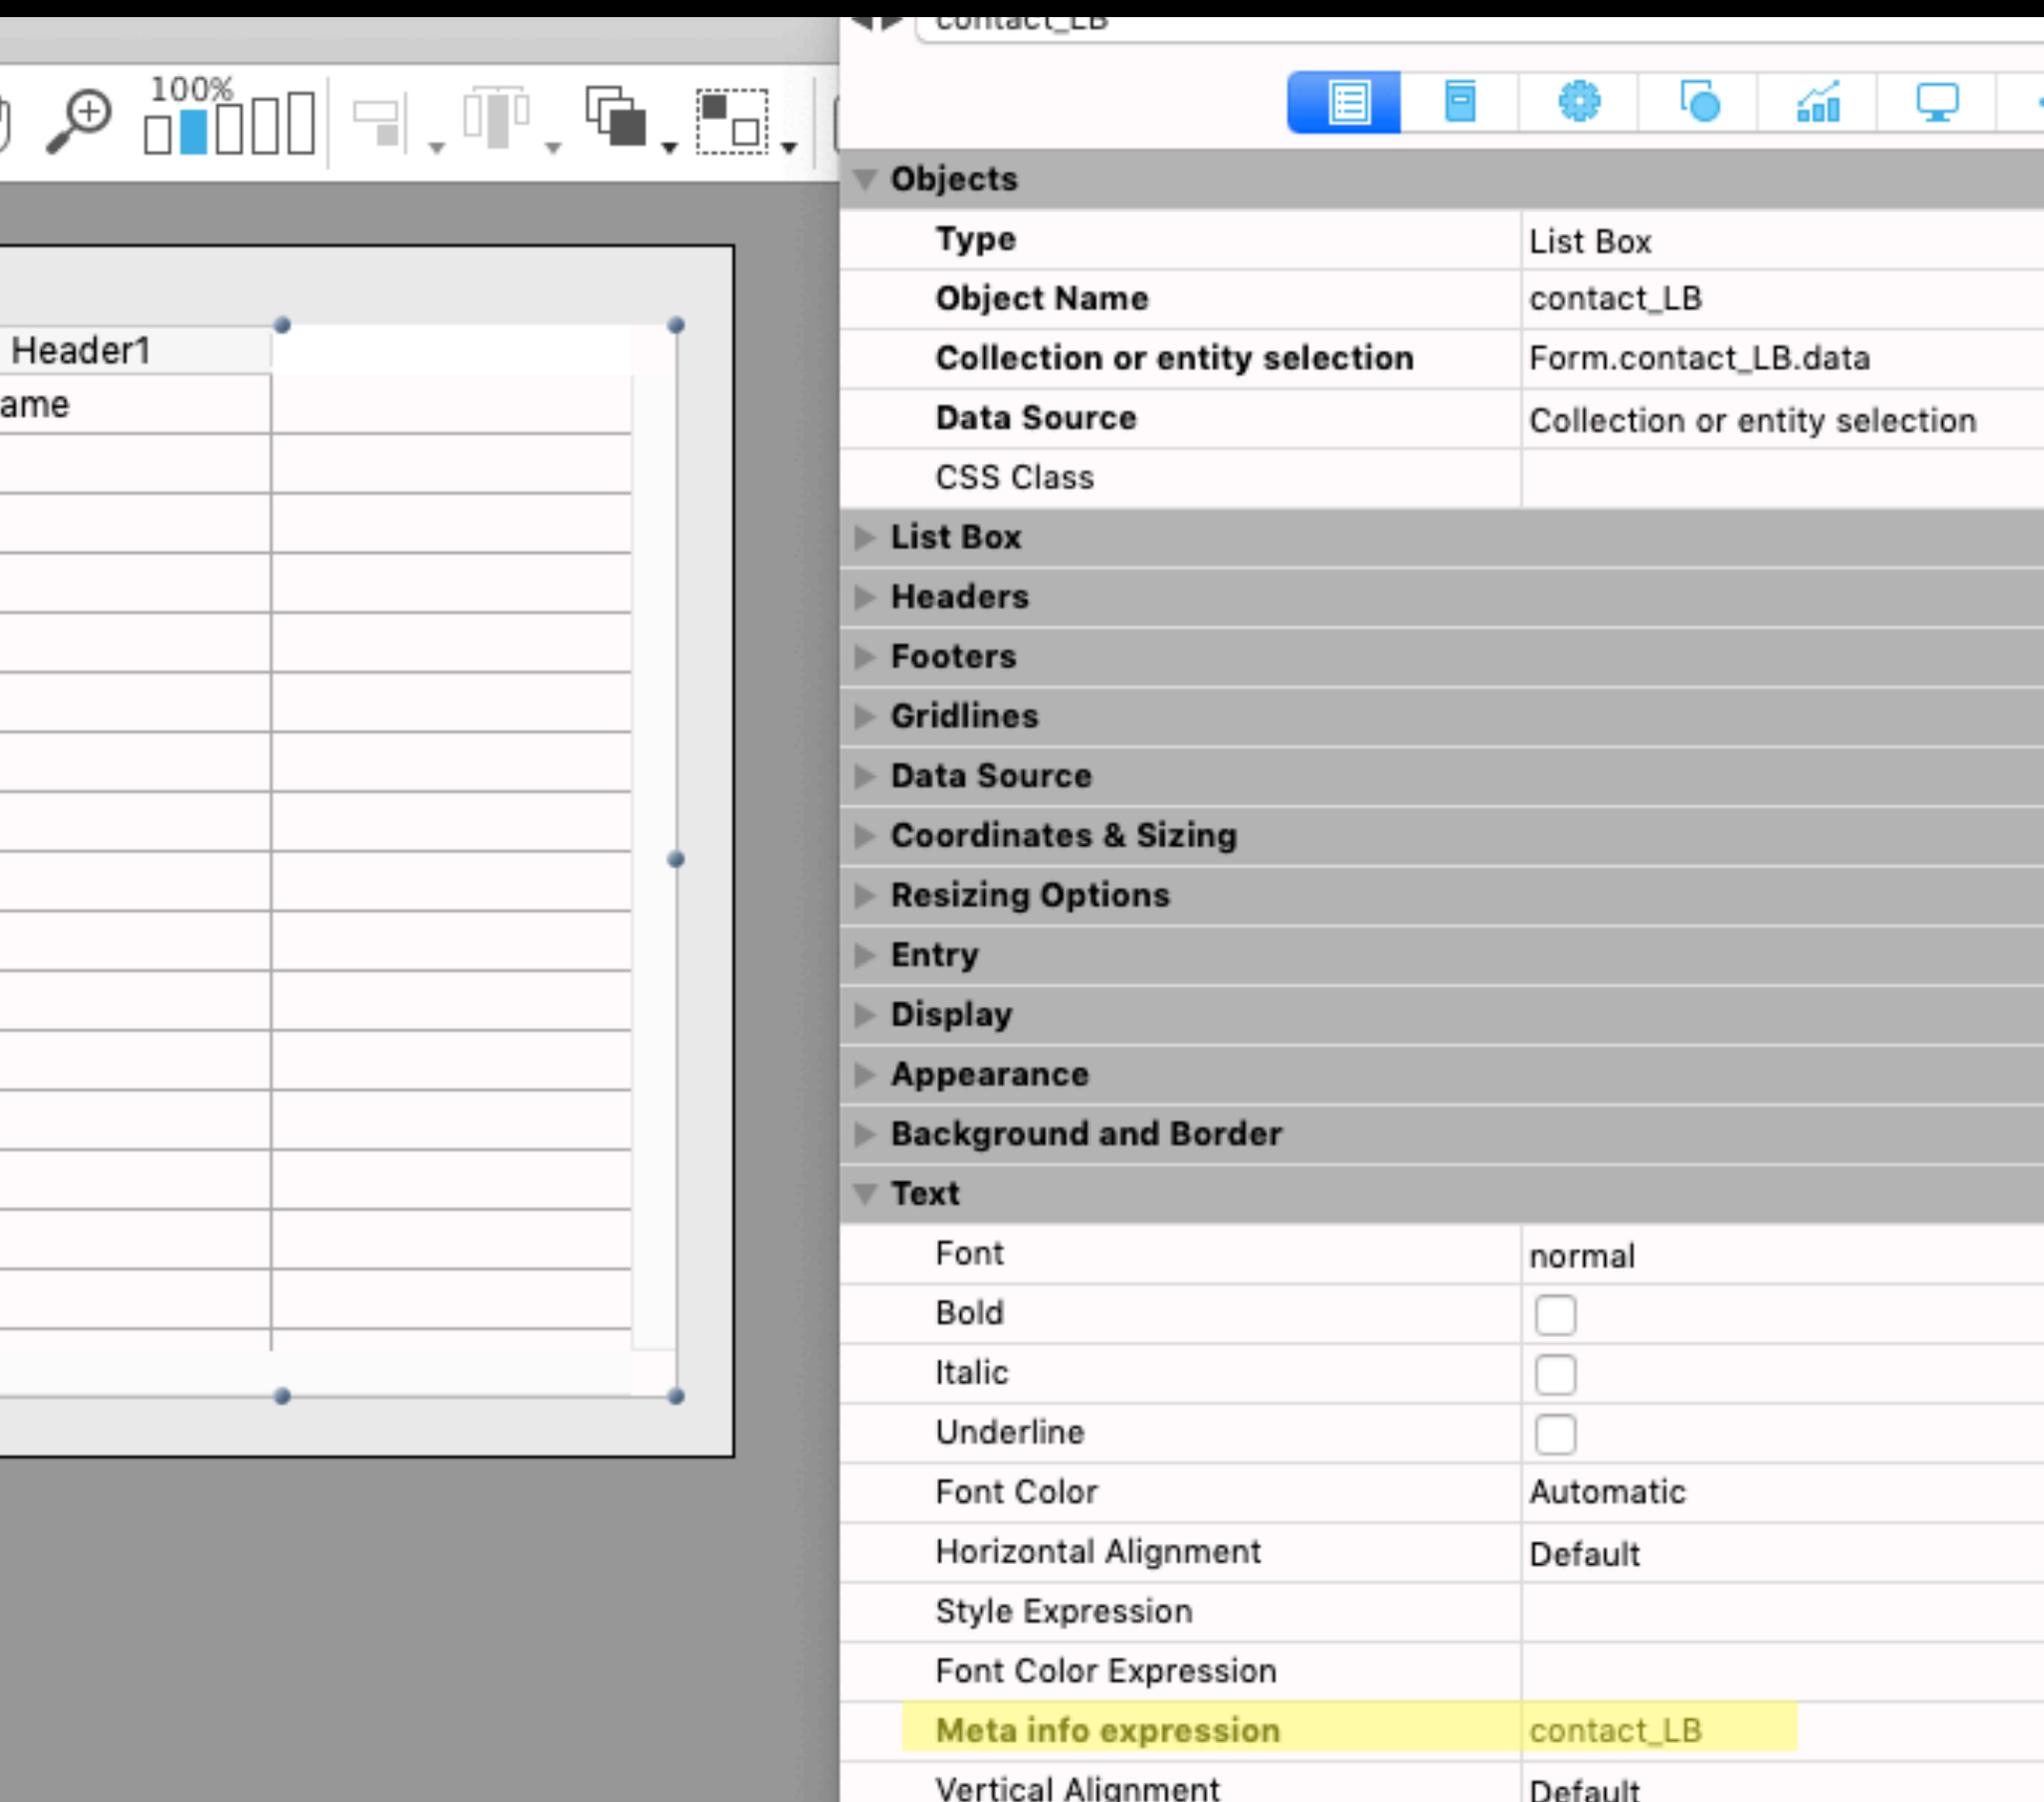 contact_LB
100%
Header1
ame
Objects
Type List Box
Object Name contact_LB
Collection or entity selection Form.contact_LB.data
Data Source Collection or entity selection
CSS Class
List Box
Headers
Footers
Gridlines
Data Source
Coordinates & Sizing
Resizing Options
Entry
Display
Appearance
Background and Border
Text
Font normal
Bold
Italic
Underline
Font Color Automatic
Horizontal Alignment Default
Style Expression
Font Color Expression
Meta info expression contact_LB
Vertical Alignment Default